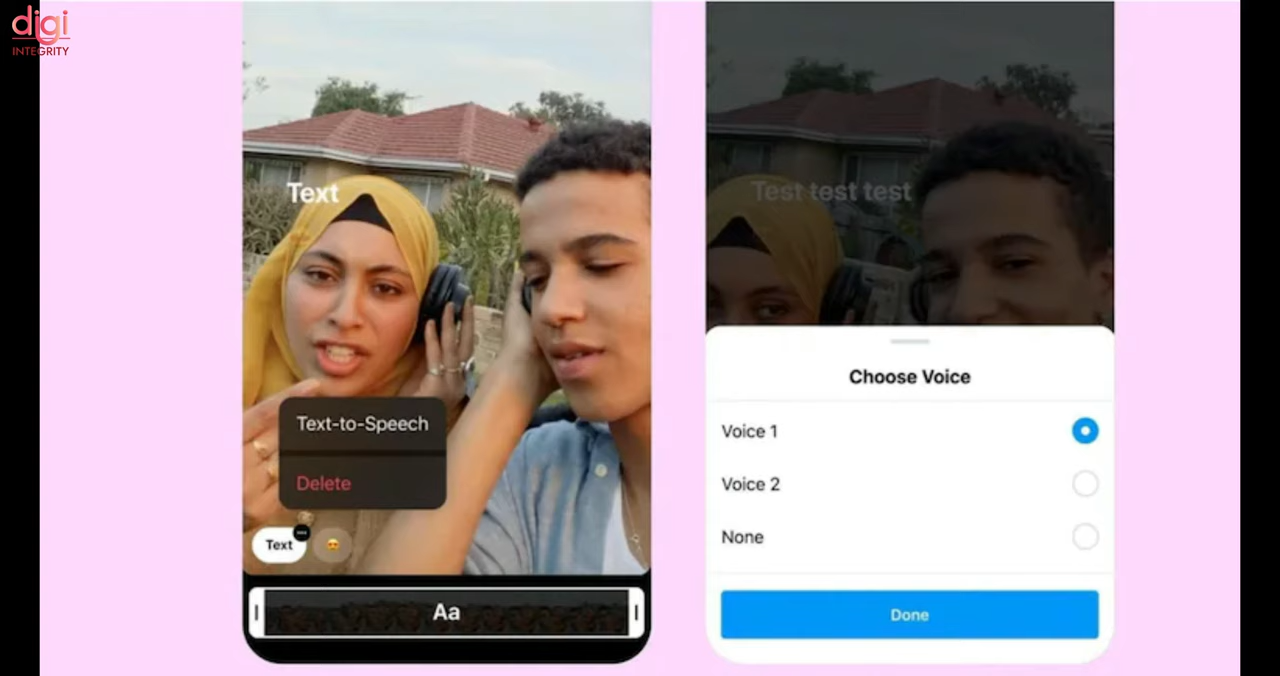 digi
INTEGRITY
Text
Text-to-Speech
Delete
Text
Aa
Test test test
Choose Voice
Voice 1
Voice 2
None
Done